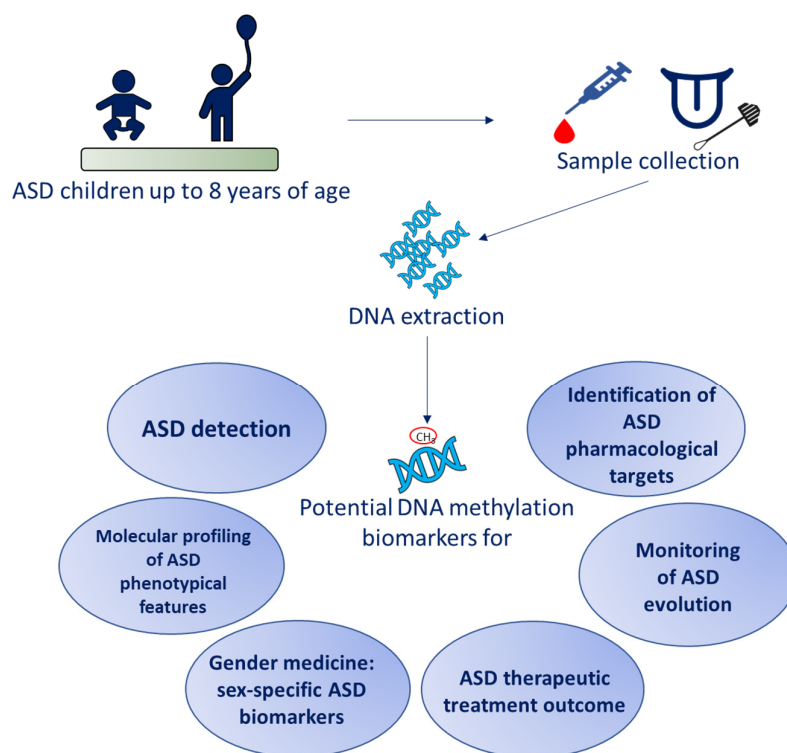 ASD children up to 8 years of age
Sample collection
DNA extraction
CH3
Potential DNA methylation
biomarkers for
ASD detection
Molecular profiling
of ASD
phenotypical
features
Gender medicine:
sex-specific ASD
biomarkers
ASD therapeutic
treatment outcome
Monitoring
of ASD
evolution
Identification of
ASD
pharmacological
targets